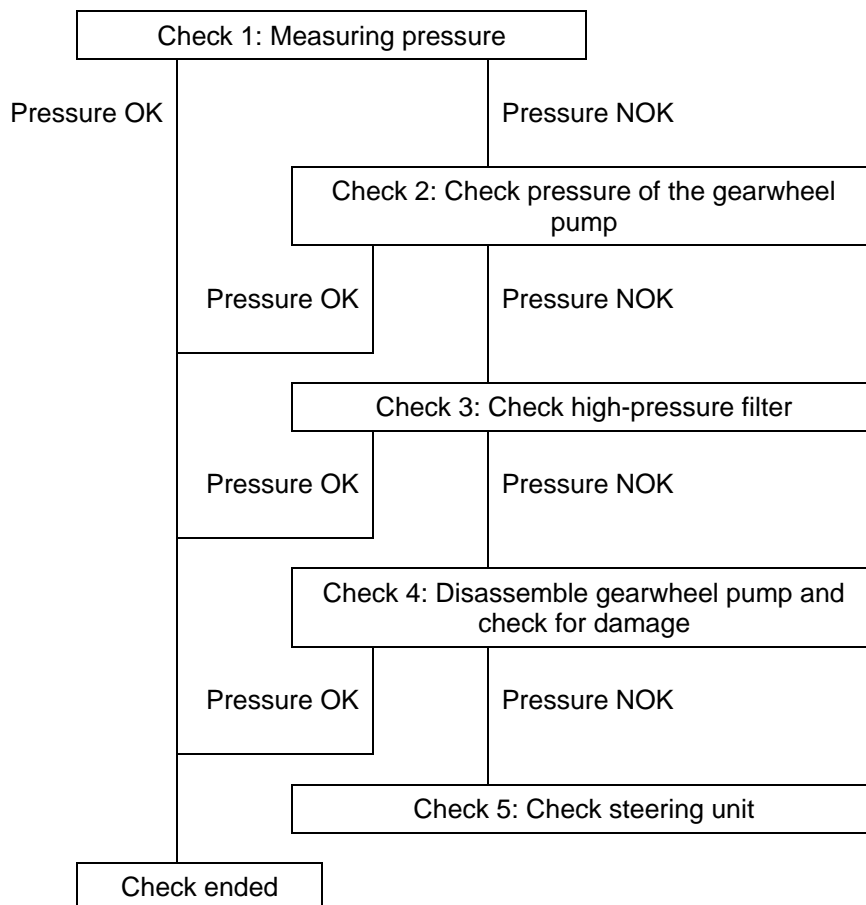 Check 1: Measuring pressure
Pressure OK
Pressure NOK
Check 2: Check pressure of the gearwheel
pump
Pressure OK
Pressure NOK
Check 3: Check high-pressure filter
Pressure OK
Pressure NOK
Check 4: Disassemble gearwheel pump and
check for damage
Pressure OK
Pressure NOK
Check 5: Check steering unit
Check ended